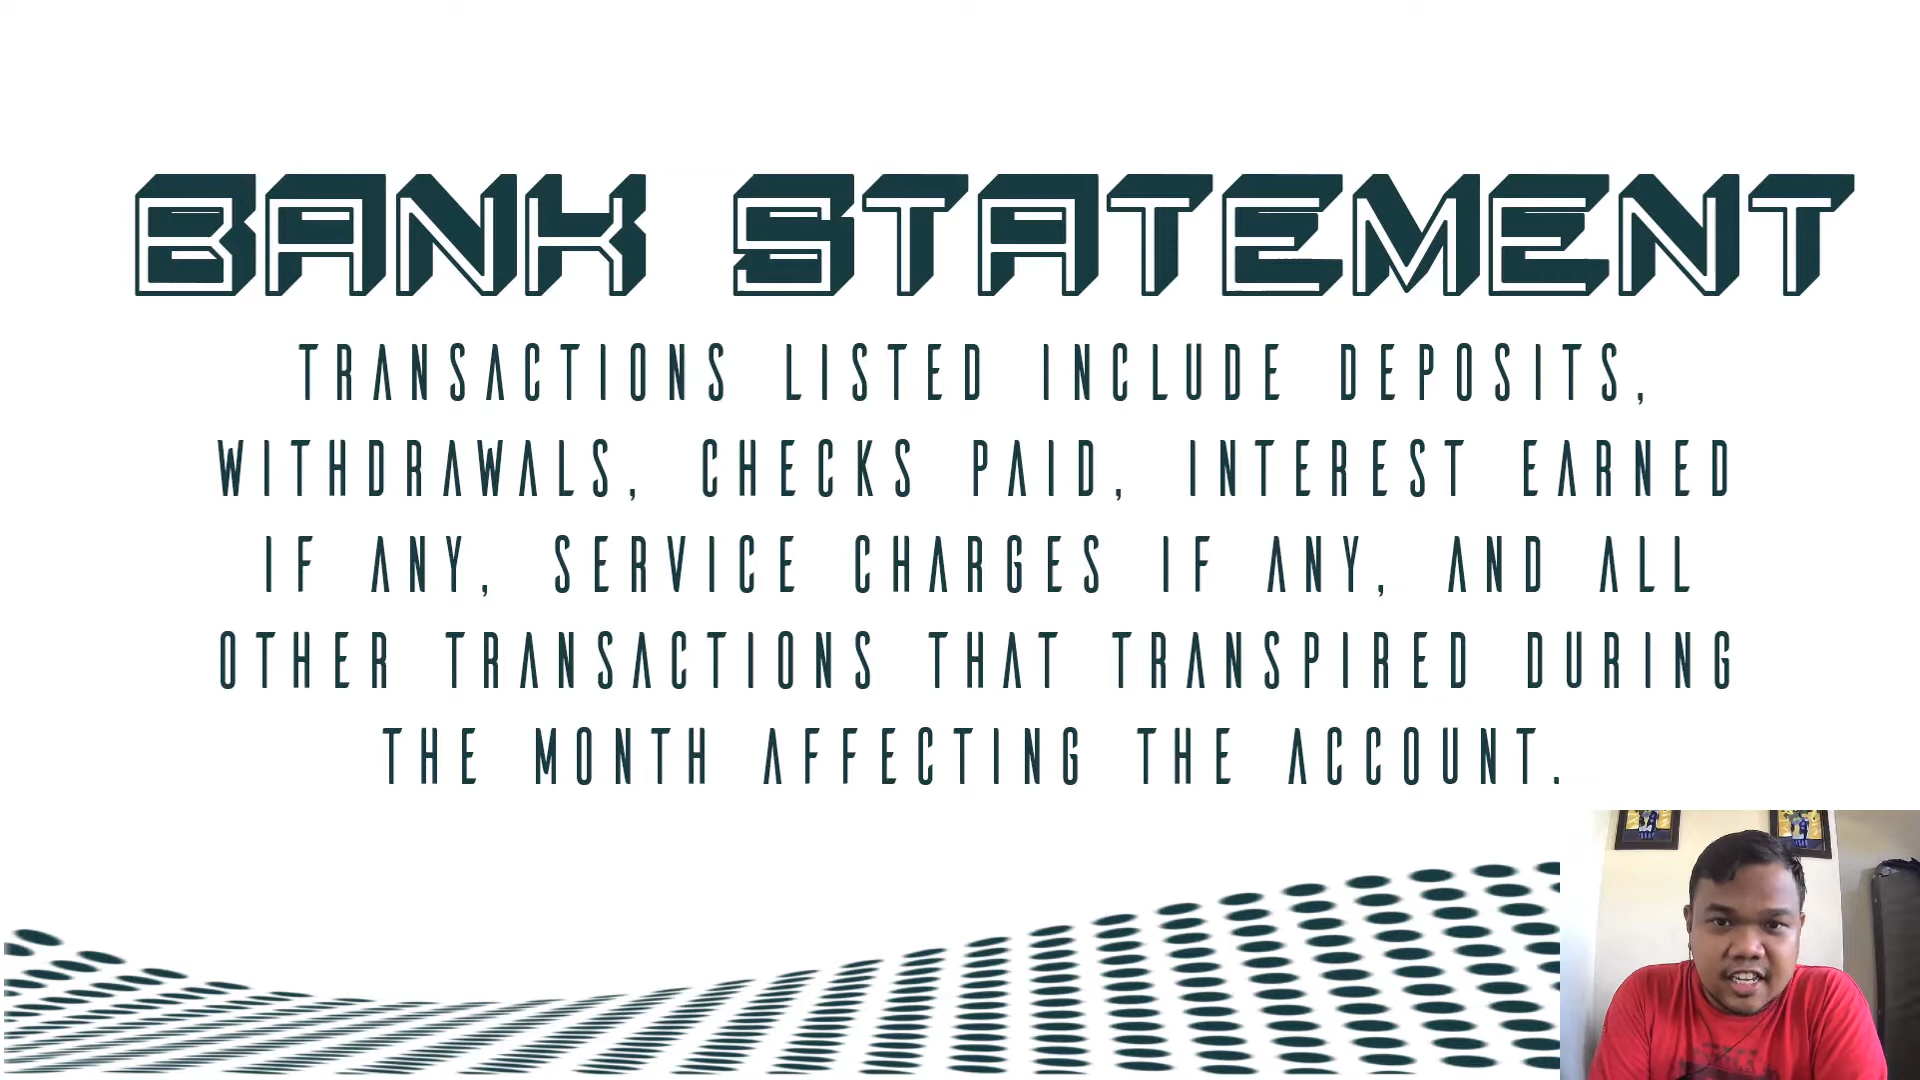 BANK STATEMENT
TRANSACTIONS LISTED INCLUDE DEPOSITS,
WITHDRAWALS, CHECKS PAID, INTEREST EARNED
IF ANY, SERVICE CHARGES IF ANY, AND ALL
OTHER TRANSACTIONS THAT TRANSPIRED DURING
THE MONTH AFFECTING THE ACCOUNT.